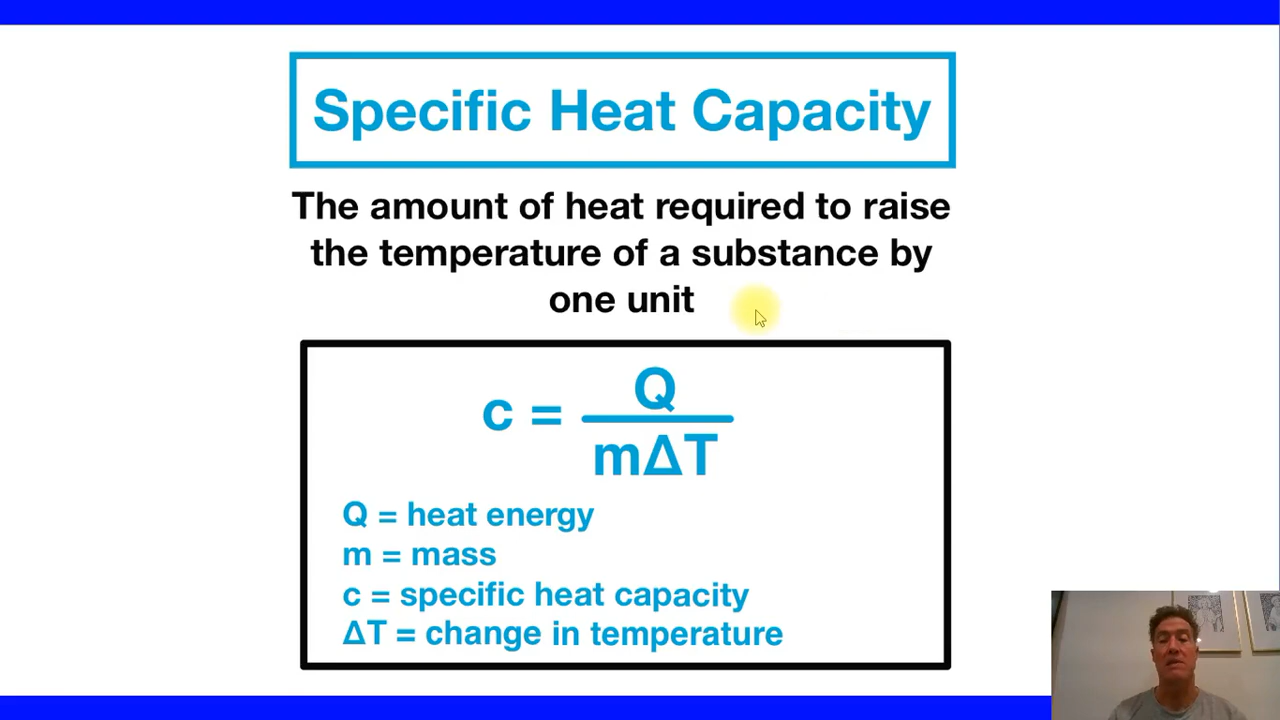 Specific Heat Capacity
The amount of heat required to raise
the temperature of a substance by
one unit
c = Q
mΔT
Q = heat energy
m = mass
c = specific heat capacity
ΔT = change in temperature